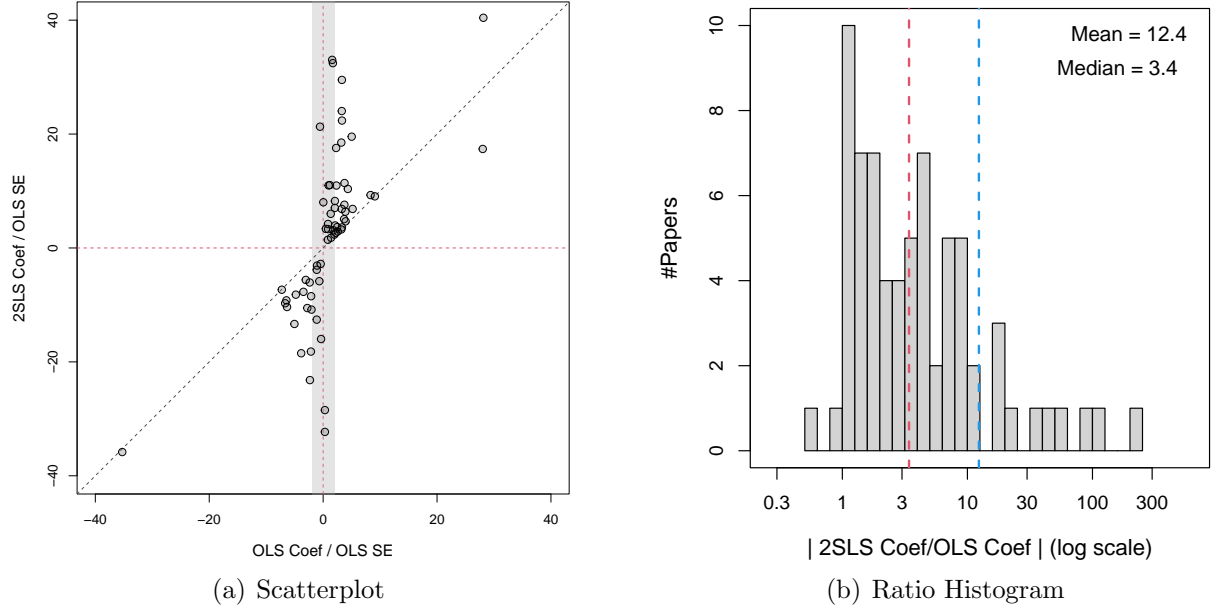 40
20
0
−20
−40
2SLS Coef / OLS SE
−40
−20
0
20
40
OLS Coef / OLS SE
(a) Scatterplot
Mean = 12.4
Median = 3.4
10
8
6
4
2
0
#Papers
0.3
1
3
10
30
100
300
| 2SLS Coef/OLS Coef | (log scale)
(b) Ratio Histogram